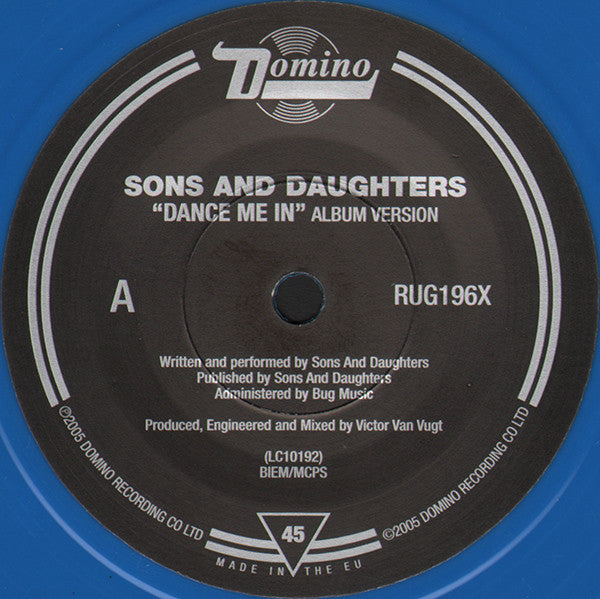 Domino
SONS AND DAUGHTERS
“DANCE ME IN” ALBUM VERSION
A
RUG196X
Written and performed by Sons And Daughters
Published by Sons And Daughters
Administered by Bug Music
Produced, Engineered and Mixed by Victor Van Vugt
(LC10192)
BIEM/MCPS
℗2005 DOMINO RECORDING CO LTD
45
©2005 DOMINO RECORDING CO LTD
MADE IN THE EU